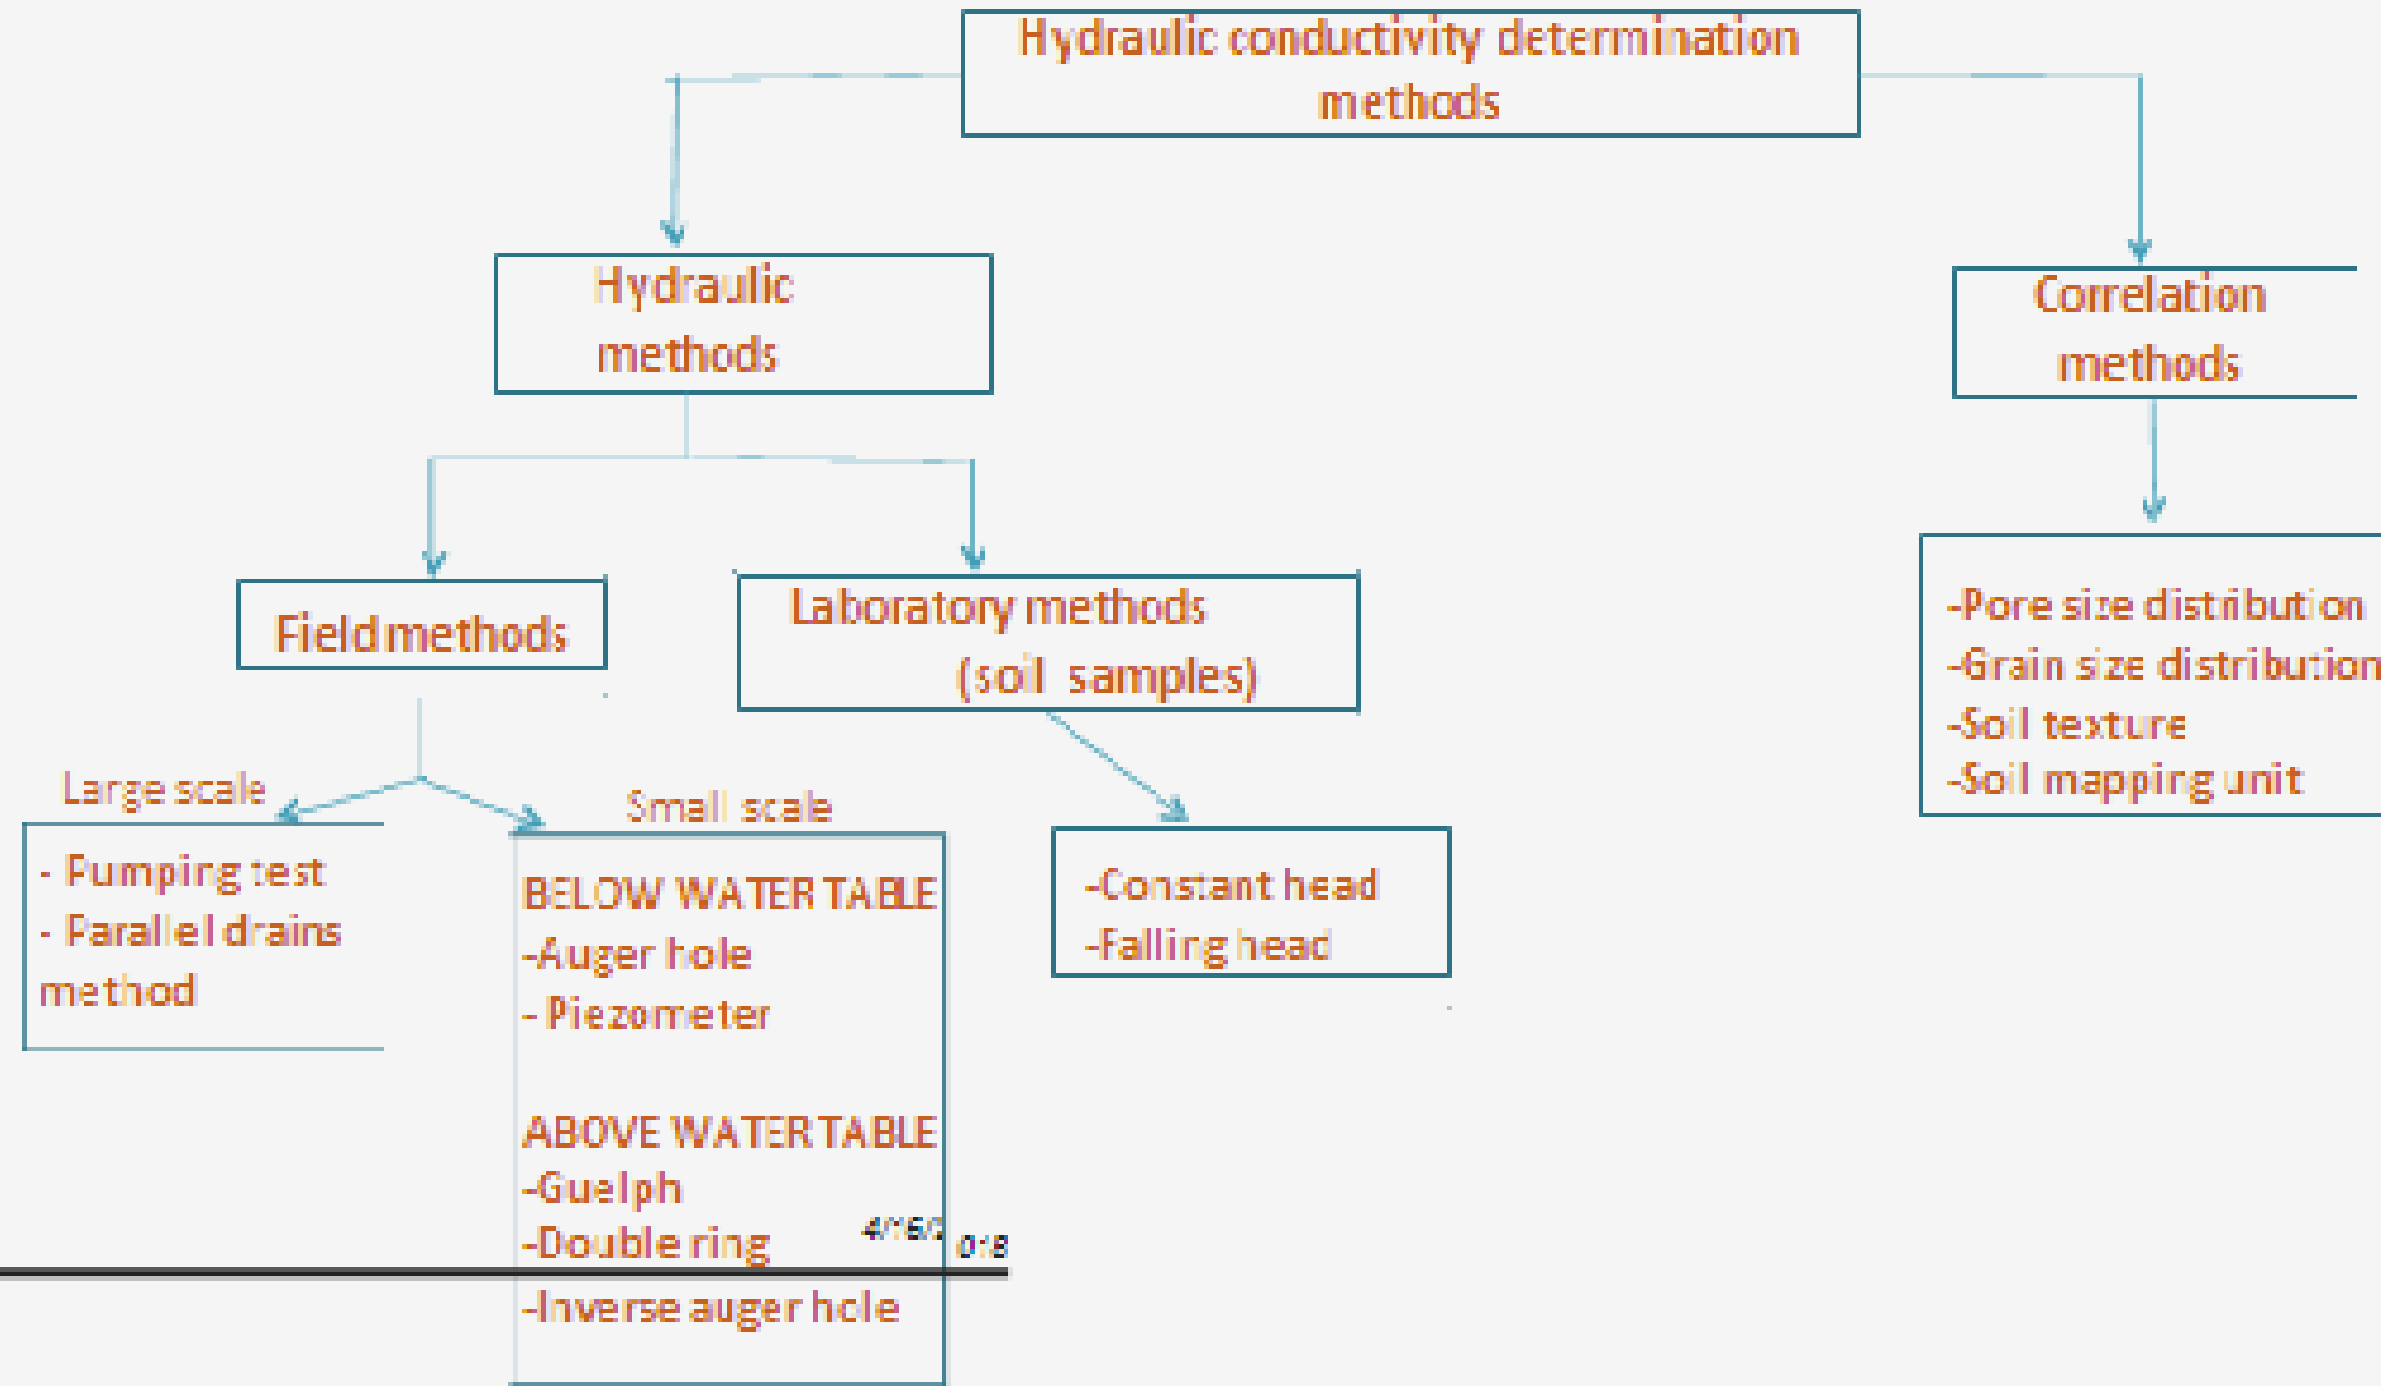 Hydraulic conductivity determination
methods
Hydraulic
methods
Correlation
methods
Field methods
Laboratory methods
(soil samples)
-Pore size distribution
-Grain size distribution
-Soil texture
-Soil mapping unit
Large scale
- Pumping test
- Parallel drains
method
Small scale
BELOW WATER TABLE
-Auger hole
- Piezometer
ABOVE WATER TABLE
-Guelph
-Double ring
-Inverse auger hole
-Constant head
-Falling head